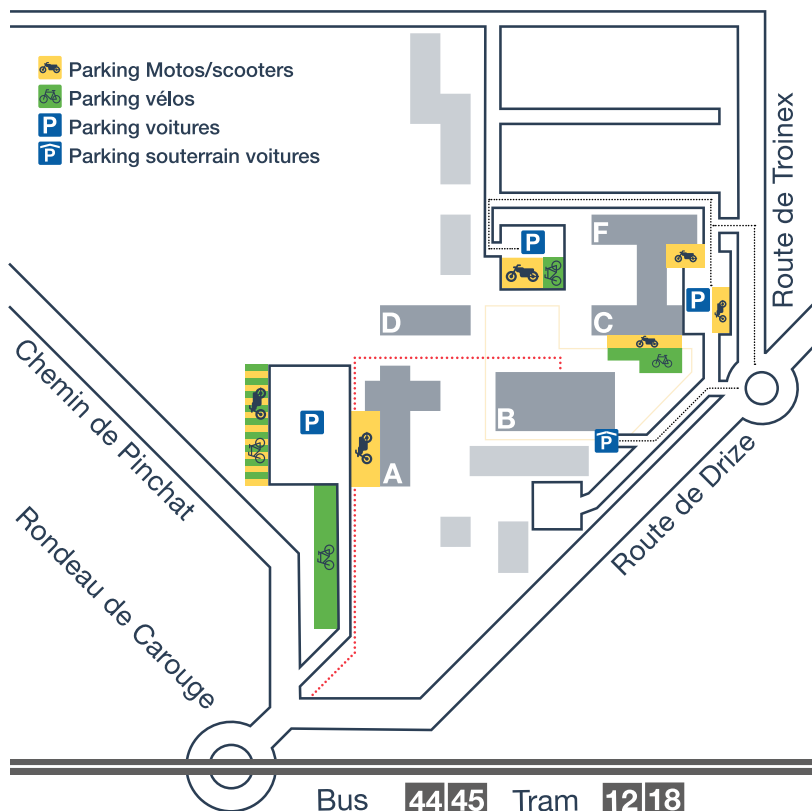 Parking Motos/scooters
Parking vélos
P Parking voitures
P Parking souterrain voitures
Route de Troinex
P
F
P
D
C
Chemin de Pinchat
P
B
P
A
Route de Drize
Rondeau de Carouge
Bus 44 45 Tram 12 18